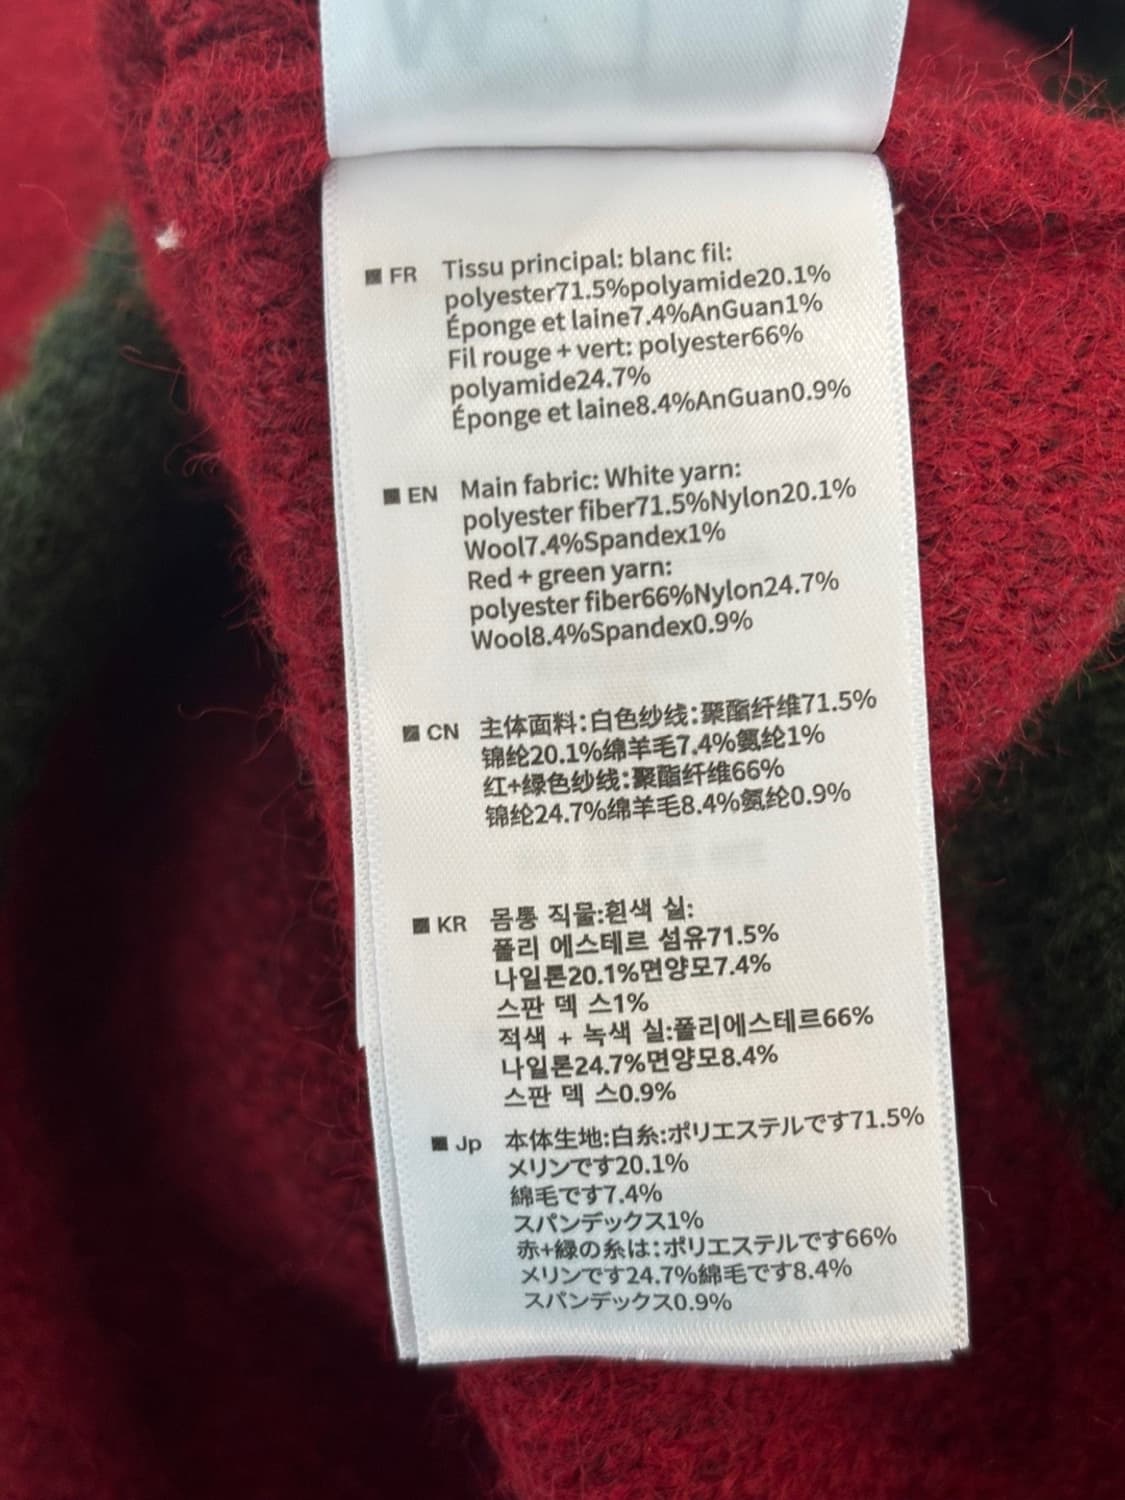 FR Tissu principal: blanc fil:
polyester71.5%polyamide20.1%
Éponge et laine7.4%AnGuan1%
Fil rouge + vert: polyester66%
polyamide24.7%
Éponge et laine8.4%AnGuan0.9%
EN Main fabric: White yarn:
polyester fiber71.5%Nylon20.1%
Wool7.4%Spandex1%
Red + green yarn:
polyester fiber66%Nylon24.7%
Wool8.4%Spandex0.9%
CN 主体面料:白色纱线:聚酯纤维71.5%
锦纶20.1%绵羊毛7.4%氨纶1%
红+绿色纱线:聚酯纤维66%
锦纶24.7%绵羊毛8.4%氨纶0.9%
KR 몸통 직물:흰색 실:
폴리 에스테르 섬유71.5%
나일론20.1%면양모7.4%
스판 덱 스1%
적색 + 녹색 실:폴리에스테르66%
나일론24.7%면양모8.4%
스판 덱 스0.9%
Jp 本体生地:白糸:ポリエステルです71.5%
メリンです20.1%
綿毛です7.4%
スパンデックス1%
赤+緑の糸は:ポリエステルです66%
メリンです24.7%綿毛です8.4%
スパンデックス0.9%